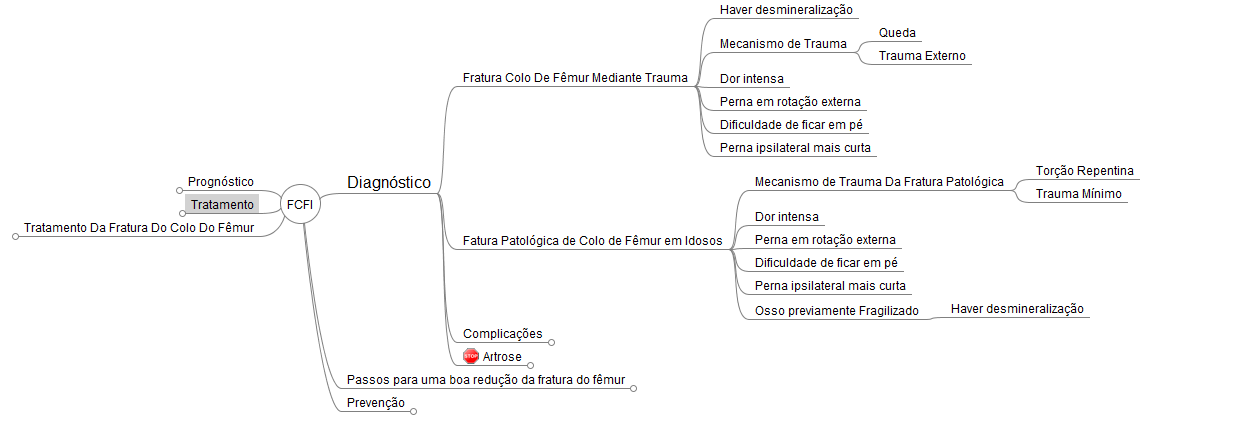 Haver desmineralização
Queda
Mecanismo de Trauma
Trauma Externo
Fratura Colo De Fêmur Mediante Trauma
Dor intensa
Perna em rotação externa
Dificuldade de ficar em pé
Perna ipsilateral mais curta
Prognóstico
Diagnóstico
Tratamento
FCFI
Tratamento Da Fratura Do Colo Do Fêmur
Mecanismo de Trauma Da Fratura Patológica
Torção Repentina
Trauma Mínimo
Dor intensa
Fatura Patológica de Colo de Fêmur em Idosos
Perna em rotação externa
Dificuldade de ficar em pé
Perna ipsilateral mais curta
Osso previamente Fragilizado
Haver desmineralização
Complicações
STOP
Artrose
Passos para uma boa redução da fratura do fêmur
Prevenção